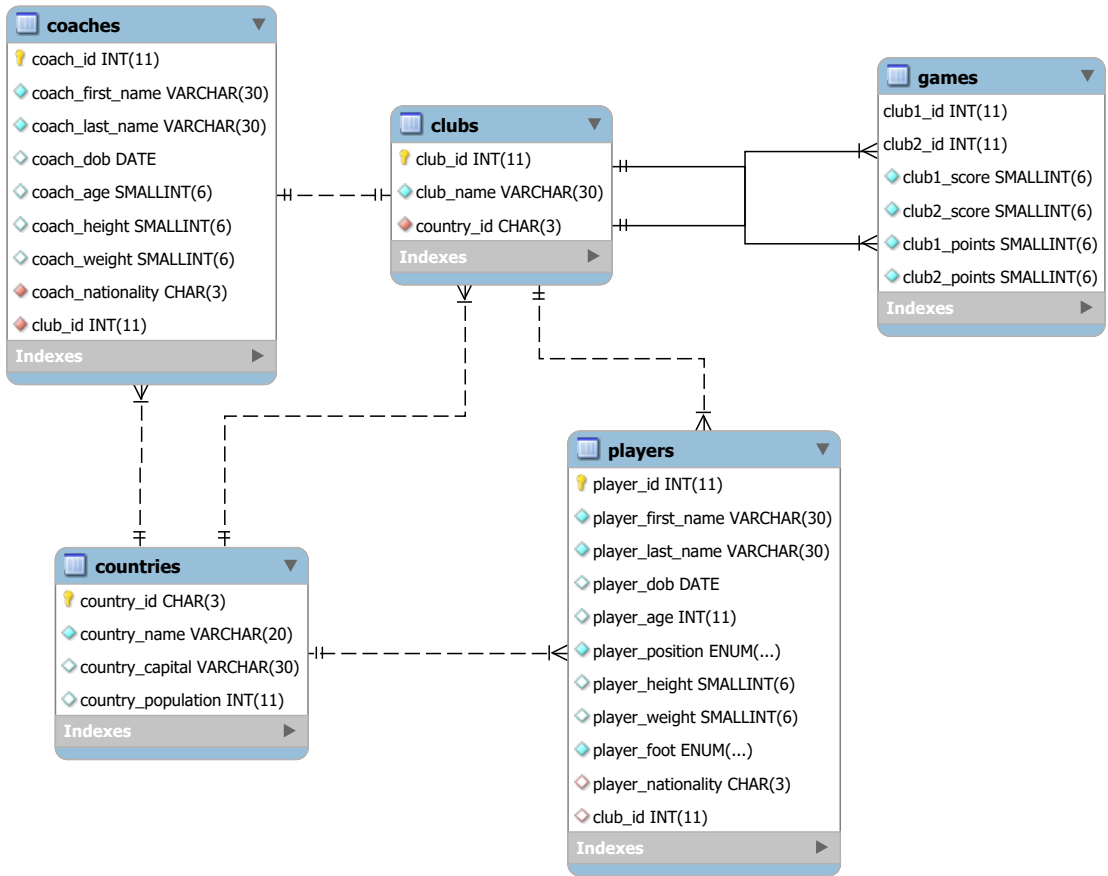 coaches
coach_id INT(11)
coach_first_name VARCHAR(30)
coach_last_name VARCHAR(30)
coach_dob DATE
coach_age SMALLINT(6)
coach_height SMALLINT(6)
coach_weight SMALLINT(6)
coach_nationality CHAR(3)
club_id INT(11)
Indexes
clubs
club_id INT(11)
club_name VARCHAR(30)
country_id CHAR(3)
Indexes
games
club1_id INT(11)
club2_id INT(11)
club1_score SMALLINT(6)
club2_score SMALLINT(6)
club1_points SMALLINT(6)
club2_points SMALLINT(6)
Indexes
countries
country_id CHAR(3)
country_name VARCHAR(20)
country_capital VARCHAR(30)
country_population INT(11)
Indexes
players
player_id INT(11)
player_first_name VARCHAR(30)
player_last_name VARCHAR(30)
player_dob DATE
player_age INT(11)
player_position ENUM(...)
player_height SMALLINT(6)
player_weight SMALLINT(6)
player_foot ENUM(...)
player_nationality CHAR(3)
club_id INT(11)
Indexes